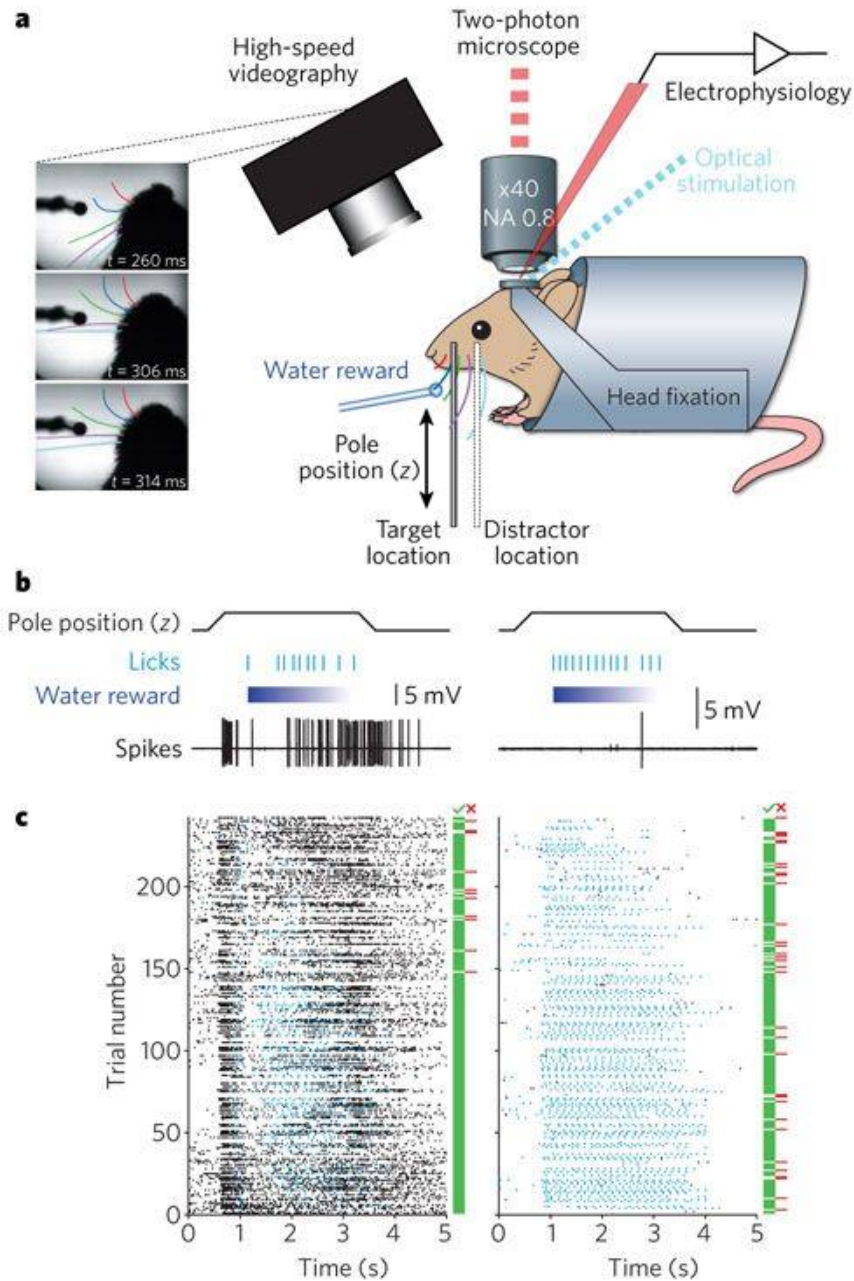 a
High-speed
videography
Two-photon
microscope
Electrophysiology
Optical
stimulation
x40
NA 0.8
t = 260 ms
t = 306 ms
t = 314 ms
Water reward
Head fixation
Pole
position (z)
Target
location
Distractor
location
b
Pole position (z)
Licks
Water reward
5 mV
5 mV
Spikes
c
✓ ×
✓ ×
Trial number
200
150
100
50
0
0 1 2 3 4 5
0 1 2 3 4 5
Time (s)
Time (s)